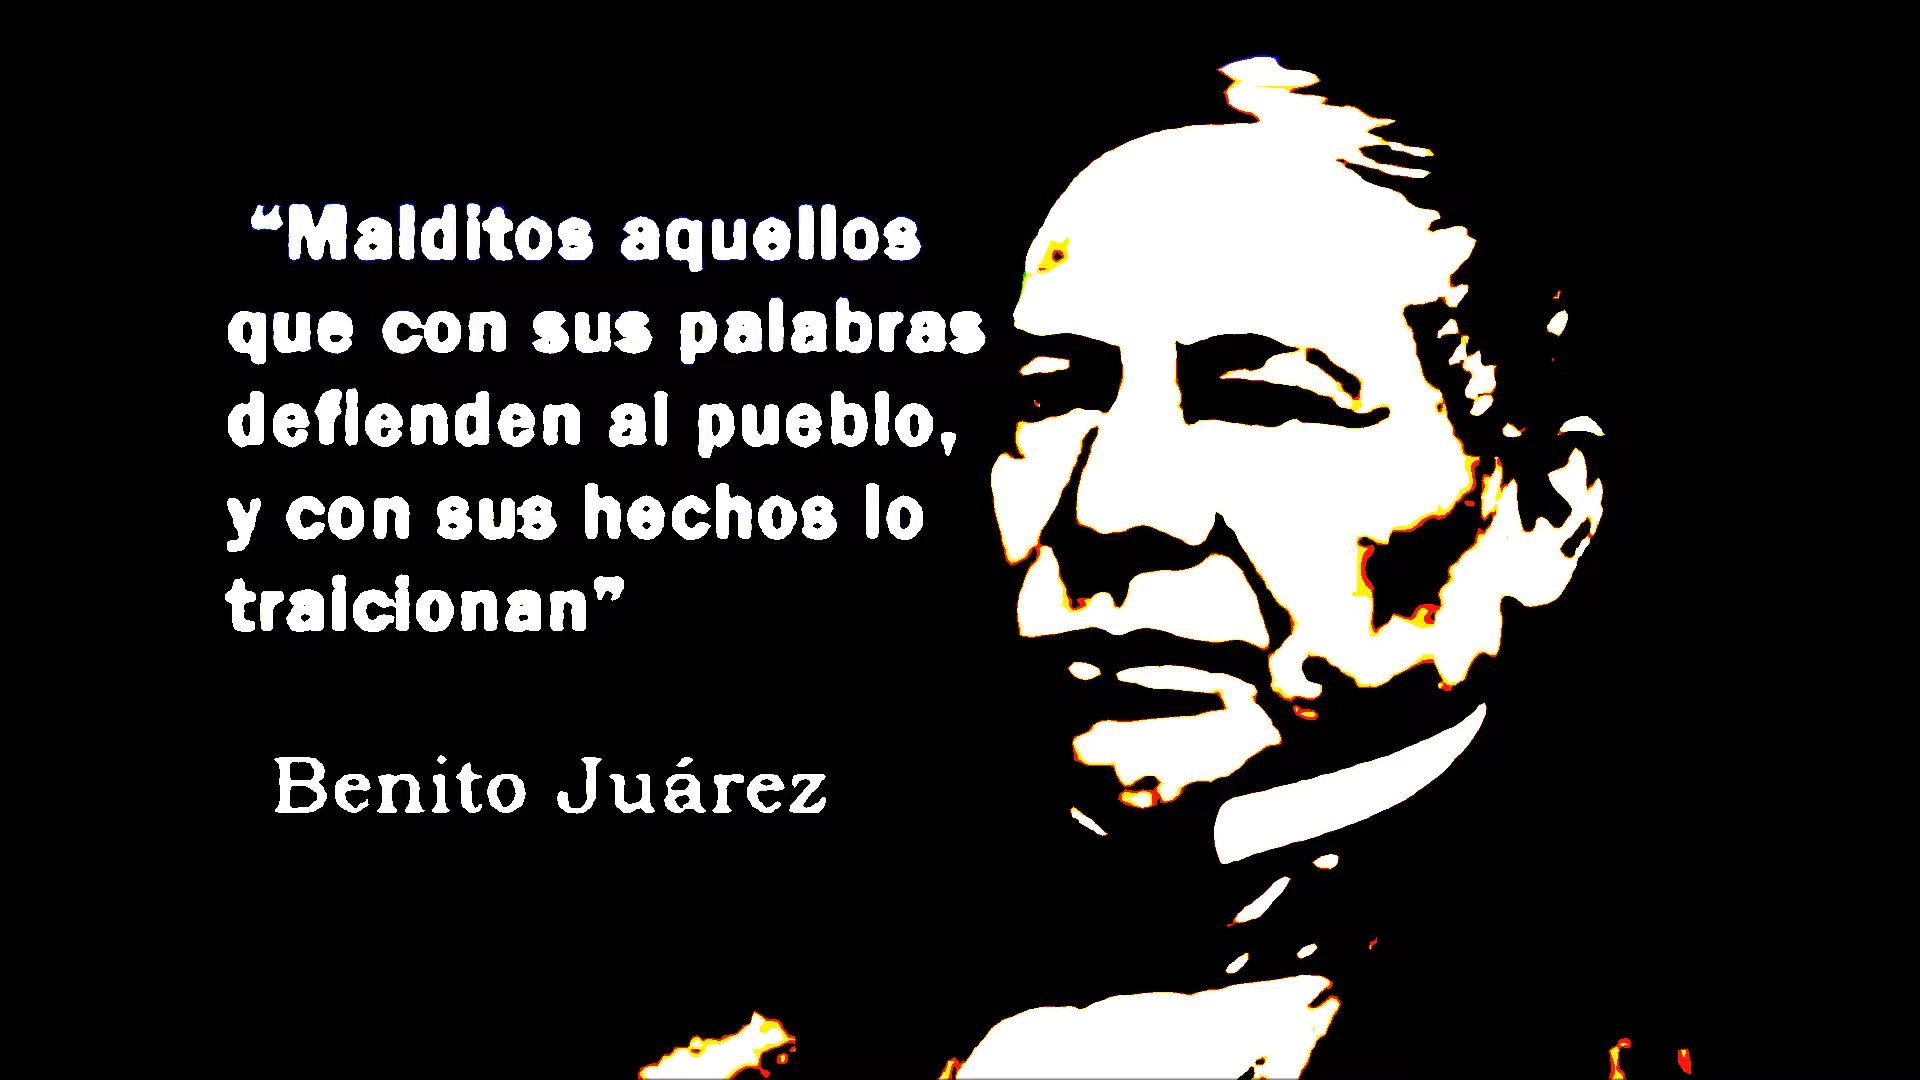 “Malditos aquellos
que con sus palabras
defienden al pueblo,
y con sus hechos lo
traicionan”
Benito Juárez